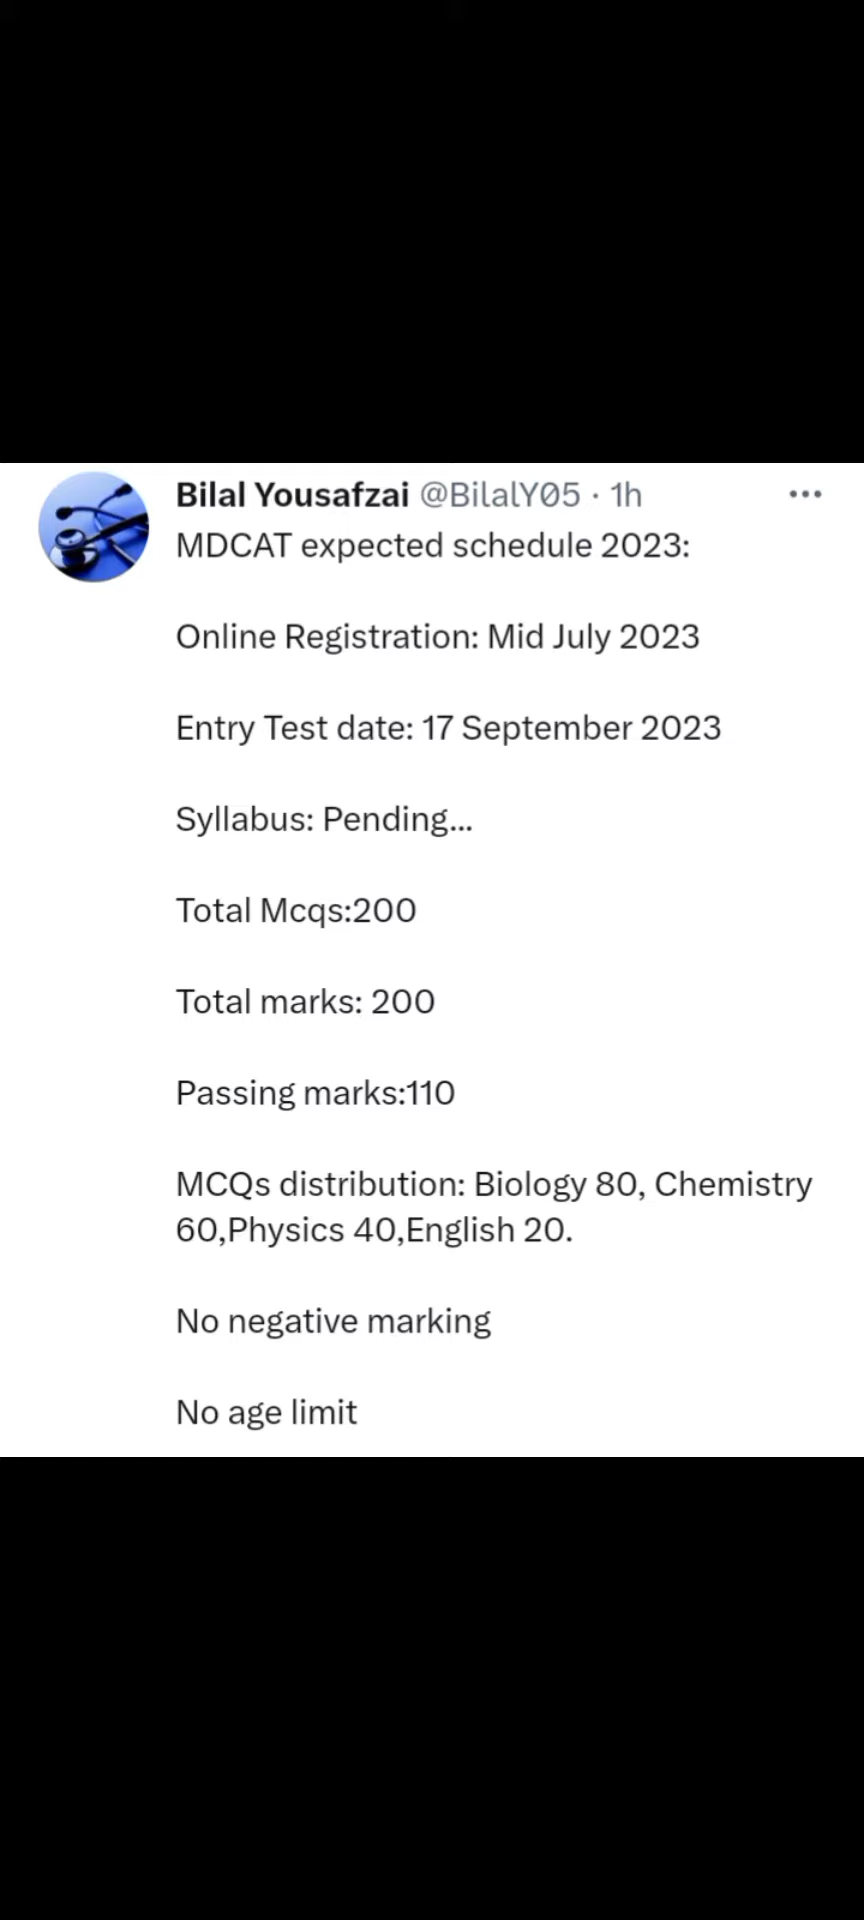 Bilal Yousafzai @BilalY05 · 1h
MDCAT expected schedule 2023:
Online Registration: Mid July 2023
Entry Test date: 17 September 2023
Syllabus: Pending...
Total Mcqs:200
Total marks: 200
Passing marks:110
MCQs distribution: Biology 80, Chemistry
60,Physics 40,English 20.
No negative marking
No age limit